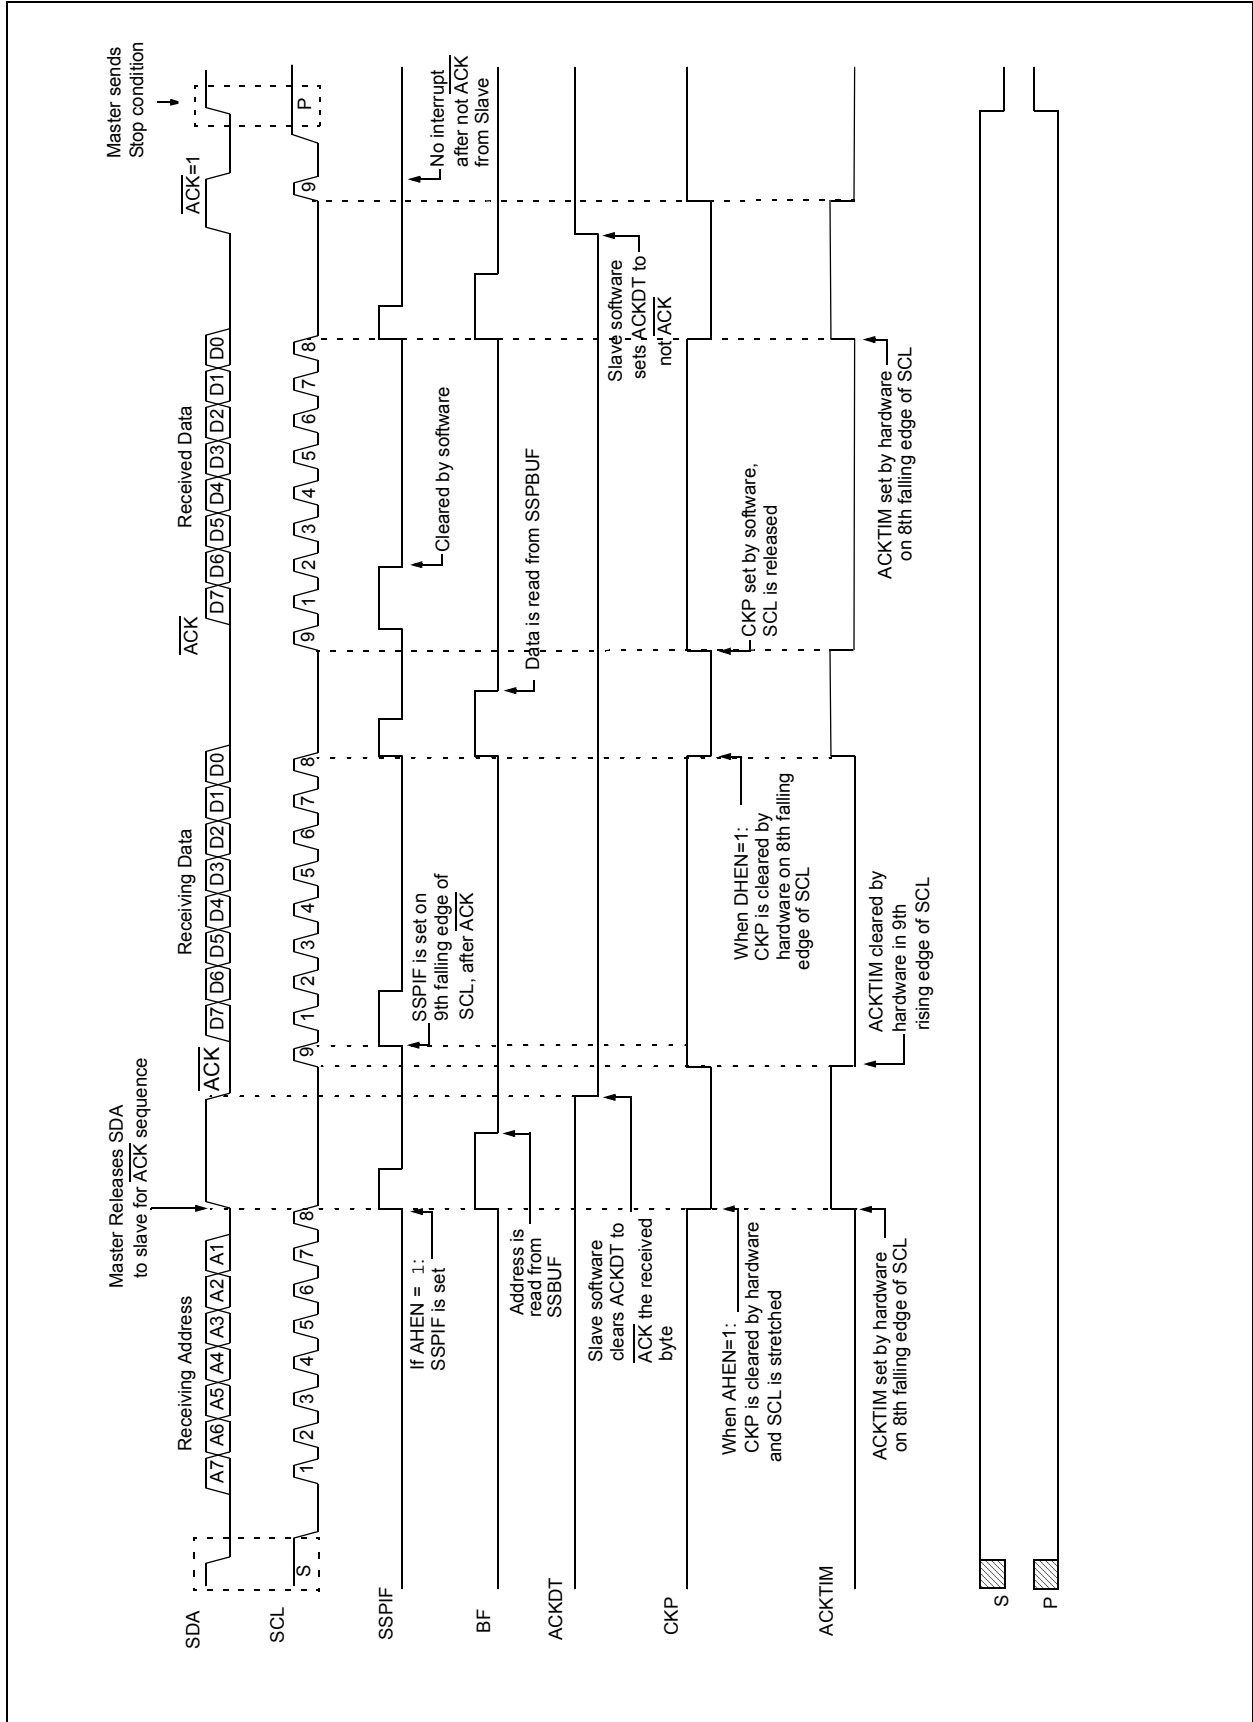 Master Releases SDA
to slave for ACK sequence
Master sends
Stop condition
Receiving Address
Receiving Data
Received Data
ACK
ACK
ACK=1
SDA
A7 A6 A5 A4 A3 A2 A1
D7 D6 D5 D4 D3 D2 D1 D0
D7 D6 D5 D4 D3 D2 D1 D0
SCL
S
1 2 3 4 5 6 7 8 9
1 2 3 4 5 6 7 8 9
1 2 3 4 5 6 7 8 9
P
SSPIF
If AHEN = 1:
SSPIF is set
SSPIF is set on
9th falling edge of
SCL, after ACK
Cleared by software
No interrupt
after not ACK
from Slave
BF
Address is
read from
SSBUF
Data is read from SSPBUF
ACKDT
Slave software
clears ACKDT to
ACK the received
byte
Slave software
sets ACKDT to
not ACK
CKP
When AHEN=1:
CKP is cleared by hardware
and SCL is stretched
When DHEN=1:
CKP is cleared by
hardware on 8th falling
edge of SCL
CKP set by software,
SCL is released
ACKTIM
ACKTIM set by hardware
on 8th falling edge of SCL
ACKTIM cleared by
hardware in 9th
rising edge of SCL
ACKTIM set by hardware
on 8th falling edge of SCL
S
P